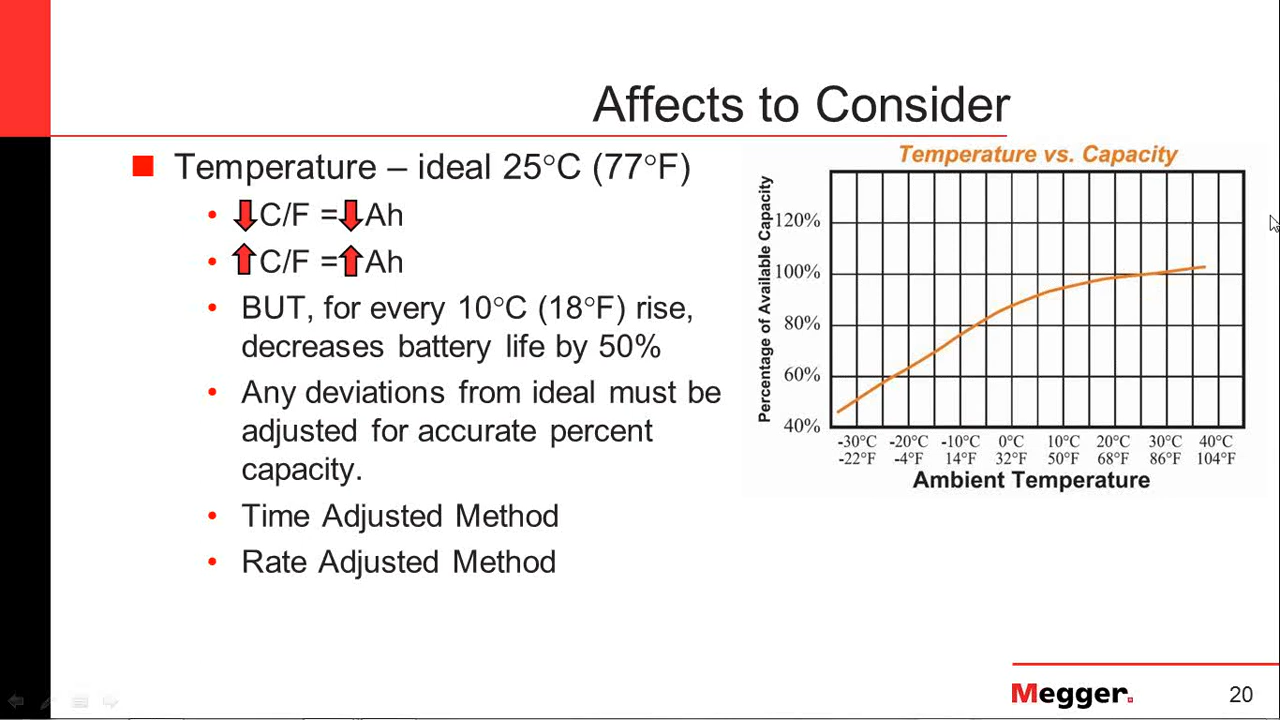 Affects to Consider
Temperature – ideal 25°C (77°F)
C/F = Ah
C/F = Ah
BUT, for every 10°C (18°F) rise,
decreases battery life by 50%
Any deviations from ideal must be
adjusted for accurate percent
capacity.
Time Adjusted Method
Rate Adjusted Method
Temperature vs. Capacity
Percentage of Available Capacity
120%
100%
80%
60%
40%
-30°C -20°C -10°C 0°C 10°C 20°C 30°C 40°C
-22°F -4°F 14°F 32°F 50°F 68°F 86°F 104°F
Ambient Temperature
Megger.
20